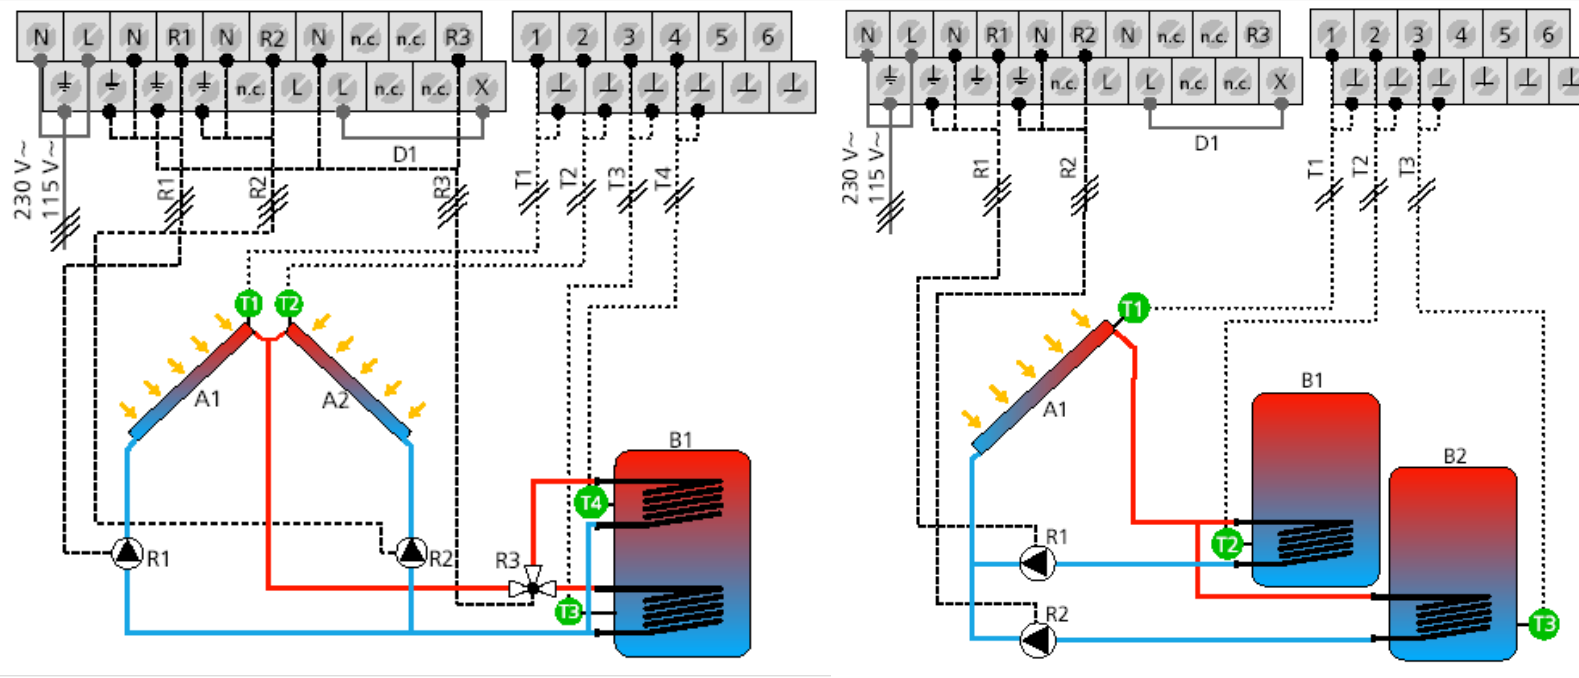 N L N R1 N R2 N n.c. n.c. R3
1 2 3 4 5 6
n.c. L L n.c. n.c. X
D1
230 V~
115 V~
R1
R2
R3
T1
T2
T3
T4
T1 T2
A1 A2
B1
T4
R1 R2 R3
T3
N L N R1 N R2 N n.c. n.c. R3
1 2 3 4 5 6
n.c. L L n.c. n.c. X
D1
230 V~
115 V~
R1
R2
T1
T2
T3
T1
A1
B1
B2
R1
T2
R2
T3